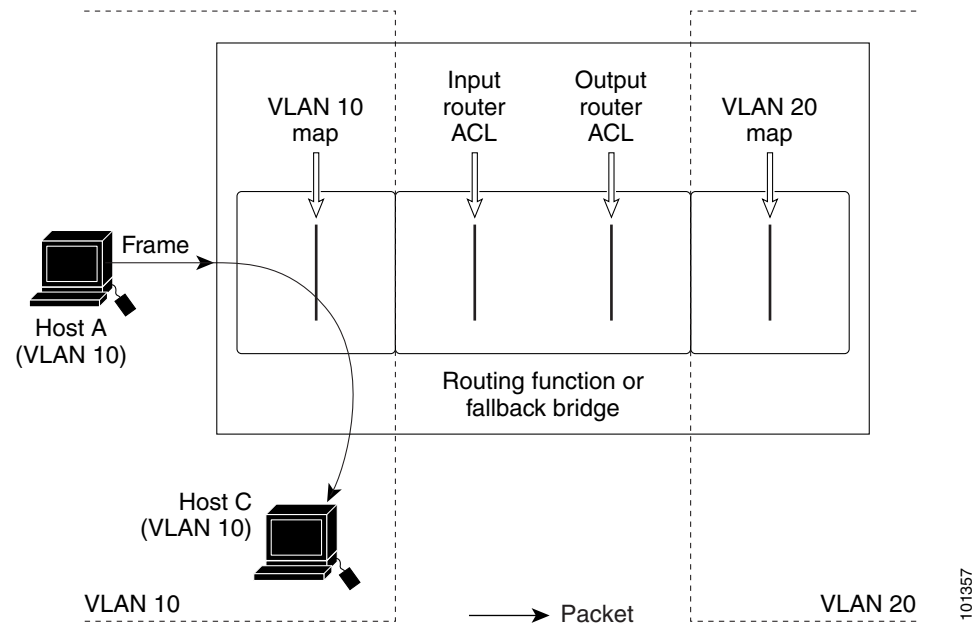 VLAN 10
map
Input
router
ACL
Output
router
ACL
VLAN 20
map
Frame
Host A
(VLAN 10)
Routing function or
fallback bridge
Host C
(VLAN 10)
VLAN 10
Packet
VLAN 20
101357